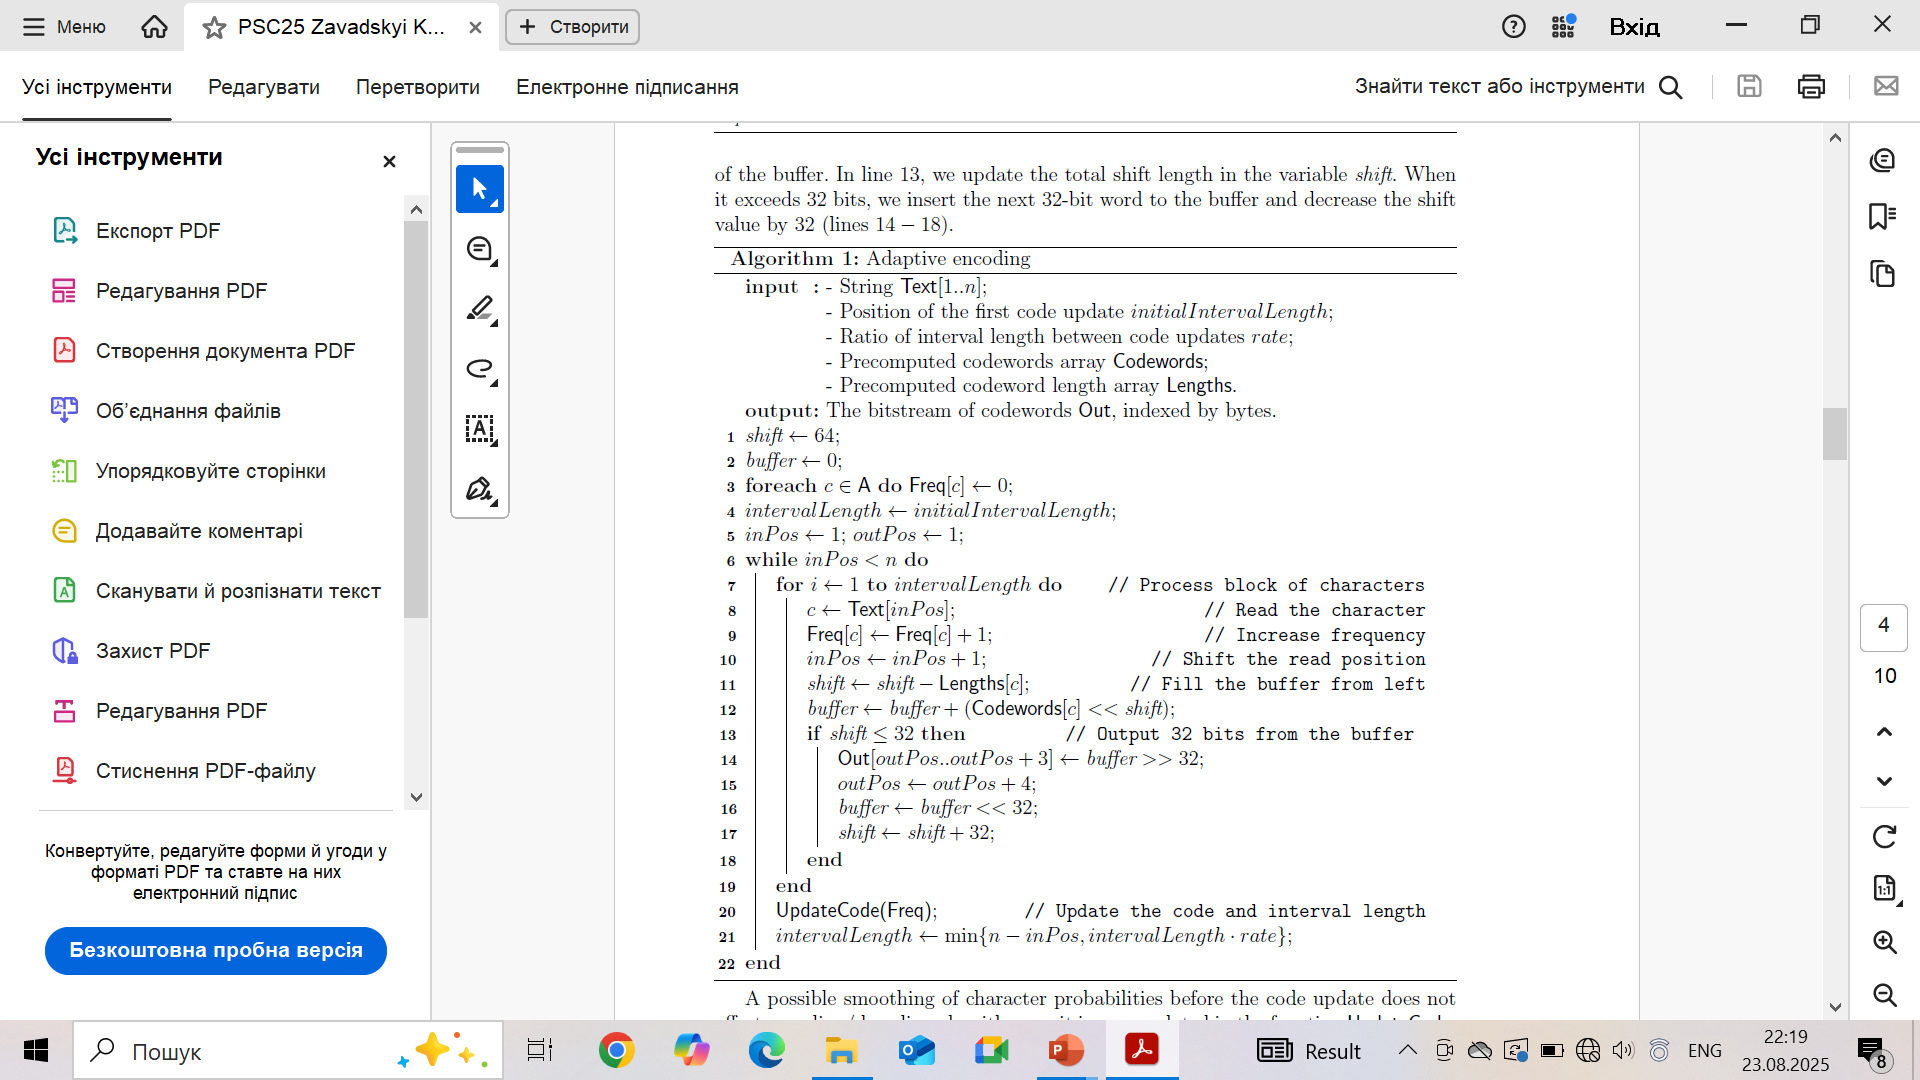 Меню
PSC25 Zavadskyi K...
Створити
Вхід
Усі інструменти
Редагувати
Перетворити
Електронне підписання
Знайти текст або інструменти
Усі інструменти
Експорт PDF
Редагування PDF
Створення документа PDF
Об’єднання файлів
Упорядковуйте сторінки
Додавайте коментарі
Сканувати й розпізнати текст
Захист PDF
Редагування PDF
Стиснення PDF-файлу
Конвертуйте, редагуйте форми й угоди у
форматі PDF та ставте на них
електронний підпис
Безкоштовна пробна версія
of the buffer. In line 13, we update the total shift length in the variable shift. When
it exceeds 32 bits, we insert the next 32-bit word to the buffer and decrease the shift
value by 32 (lines 14 – 18).
Algorithm 1: Adaptive encoding
input : - String Text[1..n];
- Position of the first code update initialIntervalLength;
- Ratio of interval length between code updates rate;
- Precomputed codewords array Codewords;
- Precomputed codeword length array Lengths.
output: The bitstream of codewords Out, indexed by bytes.
1 shift ← 64;
2 buffer ← 0;
3 foreach c ∈ A do Freq[c] ← 0;
4 intervalLength ← initialIntervalLength;
5 inPos ← 1; outPos ← 1;
6 while inPos < n do
7 for i ← 1 to intervalLength do // Process block of characters
8 c ← Text[inPos]; // Read the character
9 Freq[c] ← Freq[c] + 1; // Increase frequency
10 inPos ← inPos + 1; // Shift the read position
11 shift ← shift − Lengths[c]; // Fill the buffer from left
12 buffer ← buffer + (Codewords[c] << shift);
13 if shift ≤ 32 then // Output 32 bits from the buffer
14 Out[outPos..outPos + 3] ← buffer >> 32;
15 outPos ← outPos + 4;
16 buffer ← buffer << 32;
17 shift ← shift + 32;
18 end
19 end
20 UpdateCode(Freq); // Update the code and interval length
21 intervalLength ← min{n − inPos, intervalLength · rate};
22 end
A possible smoothing of character probabilities before the code update does not
4
10
1:1
Пошук
Result
ENG
22:19
23.08.2025
8